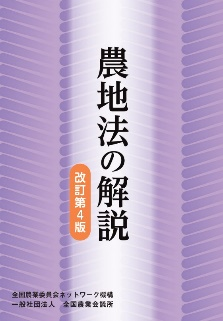 農地法の解説
改訂第4版
全国農業委員会ネットワーク機構
一般社団法人　全国農業会議所